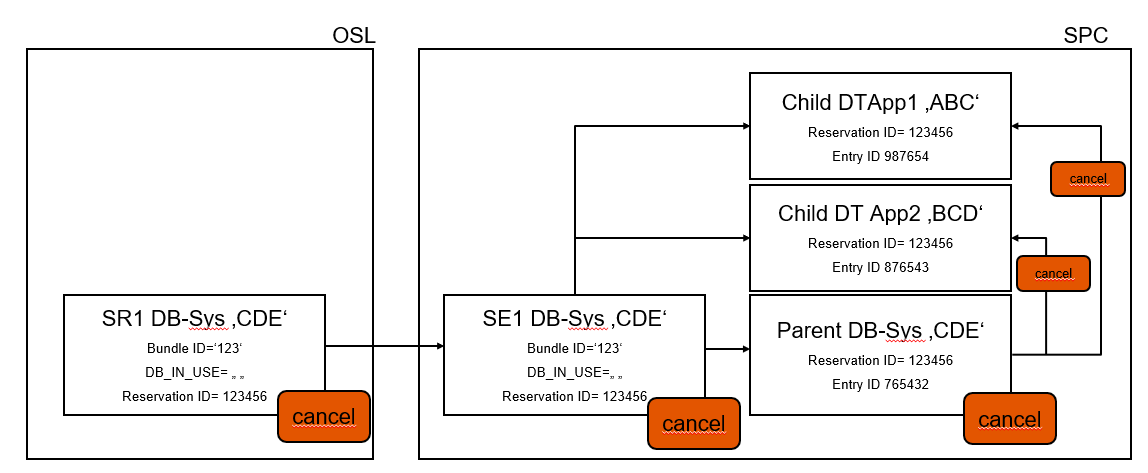 OSL
SPC
Child DTApp1 ‚ABC‘
Reservation ID= 123456
Entry ID 987654
cancel
Child DT App2 ‚BCD‘
Reservation ID= 123456
Entry ID 876543
cancel
SR1 DB-Sys ‚CDE‘
Bundle ID=‘123‘
DB_IN_USE= „ „
Reservation ID= 123456
cancel
SE1 DB-Sys ‚CDE‘
Bundle ID=‘123‘
DB_IN_USE=„ „
Reservation ID= 123456
cancel
Parent DB-Sys ‚CDE‘
Reservation ID= 123456
Entry ID 765432
cancel